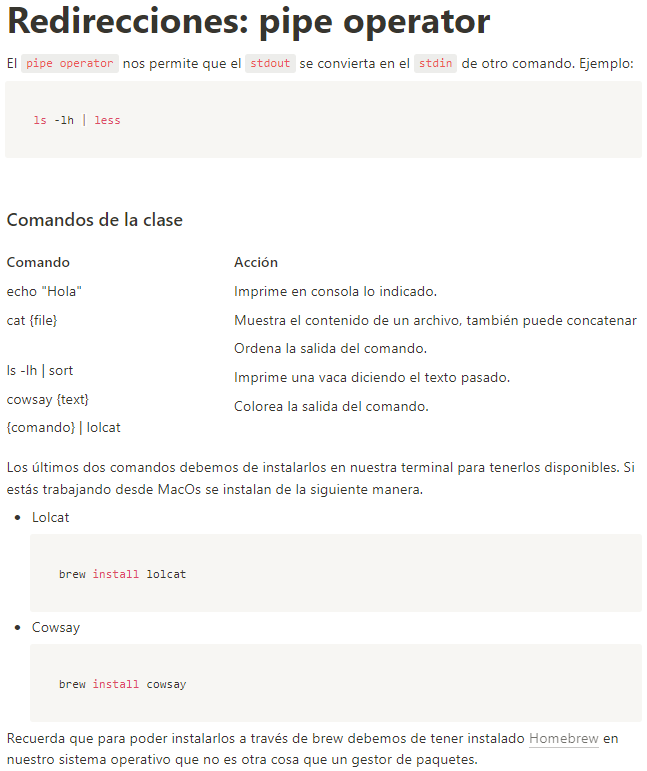 Redirecciones: pipe operator
El pipe operator nos permite que el stdout se convierta en el stdin de otro comando. Ejemplo:
ls -lh | less
Comandos de la clase
Comando Acción
echo "Hola" Imprime en consola lo indicado.
cat {file} Muestra el contenido de un archivo, también puede concatenar
Ordena la salida del comando.
ls -lh | sort
Imprime una vaca diciendo el texto pasado.
cowsay {text}
Colorea la salida del comando.
{comando} | lolcat
Los últimos dos comandos debemos de instalarlos en nuestra terminal para tenerlos disponibles. Si
estás trabajando desde MacOs se instalan de la siguiente manera.
• Lolcat
brew install lolcat
• Cowsay
brew install cowsay
Recuerda que para poder instalarlos a través de brew debemos de tener instalado Homebrew en
nuestro sistema operativo que no es otra cosa que un gestor de paquetes.